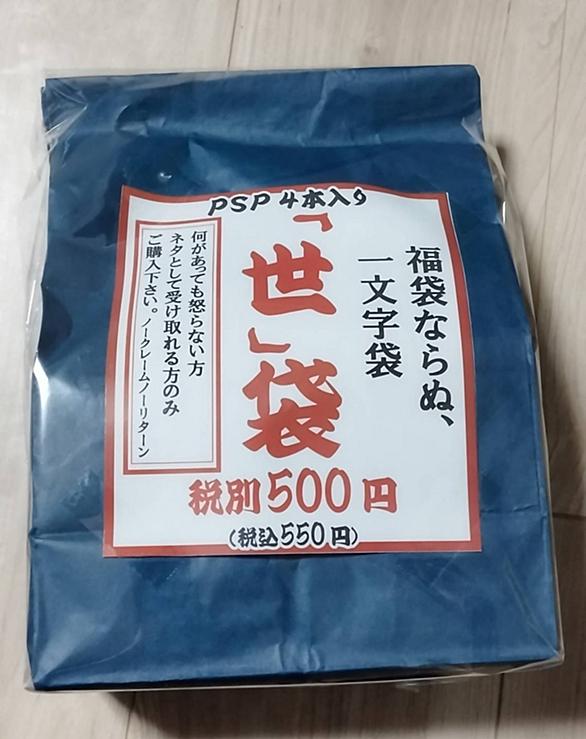 PSP 4本入り
福袋ならぬ、
一文字袋
「世」袋
何があっても怒らない方
ネタとして受け取れる方のみ
ご購入下さい。ノークレームノーリターン
税別500円
(税込550円)